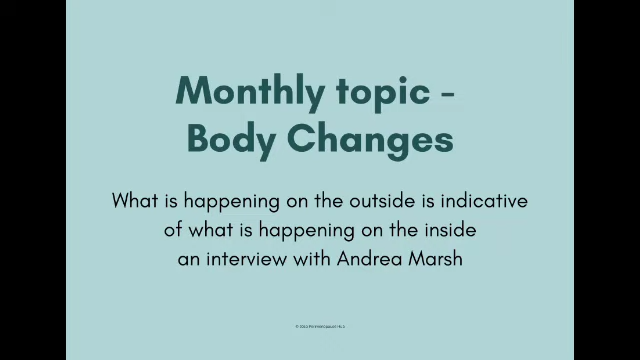 Monthly topic -
Body Changes
What is happening on the outside is indicative
of what is happening on the inside
an interview with Andrea Marsh
©